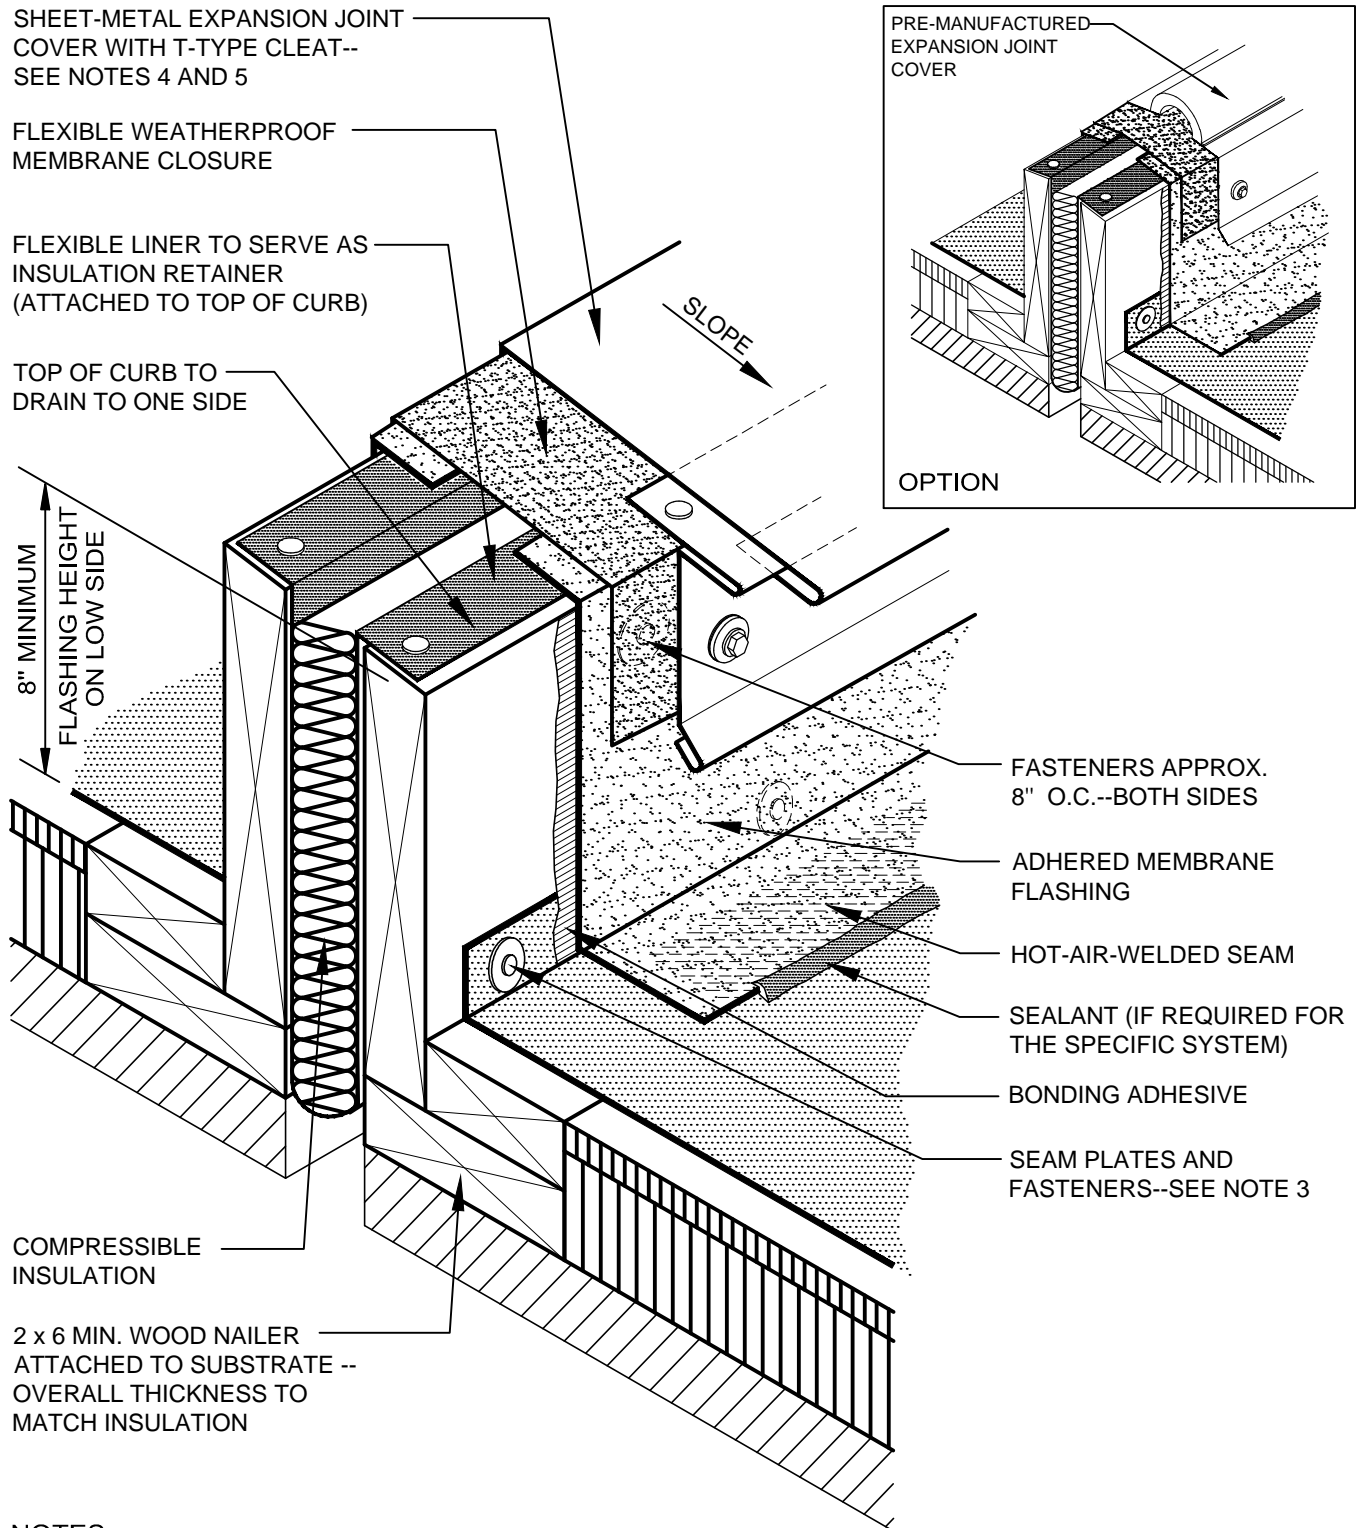 SHEET-METAL EXPANSION JOINT
COVER WITH T-TYPE CLEAT--
SEE NOTES 4 AND 5
FLEXIBLE WEATHERPROOF
MEMBRANE CLOSURE
FLEXIBLE LINER TO SERVE AS
INSULATION RETAINER
(ATTACHED TO TOP OF CURB)
TOP OF CURB TO
DRAIN TO ONE SIDE
8" MINIMUM
FLASHING HEIGHT
ON LOW SIDE
SLOPE
PRE-MANUFACTURED
EXPANSION JOINT
COVER
OPTION
FASTENERS APPROX.
8" O.C.--BOTH SIDES
ADHERED MEMBRANE
FLASHING
HOT-AIR-WELDED SEAM
SEALANT (IF REQUIRED FOR
THE SPECIFIC SYSTEM)
BONDING ADHESIVE
SEAM PLATES AND
FASTENERS--SEE NOTE 3
COMPRESSIBLE
INSULATION
2 x 6 MIN. WOOD NAILER
ATTACHED TO SUBSTRATE --
OVERALL THICKNESS TO
MATCH INSULATION
NOTES